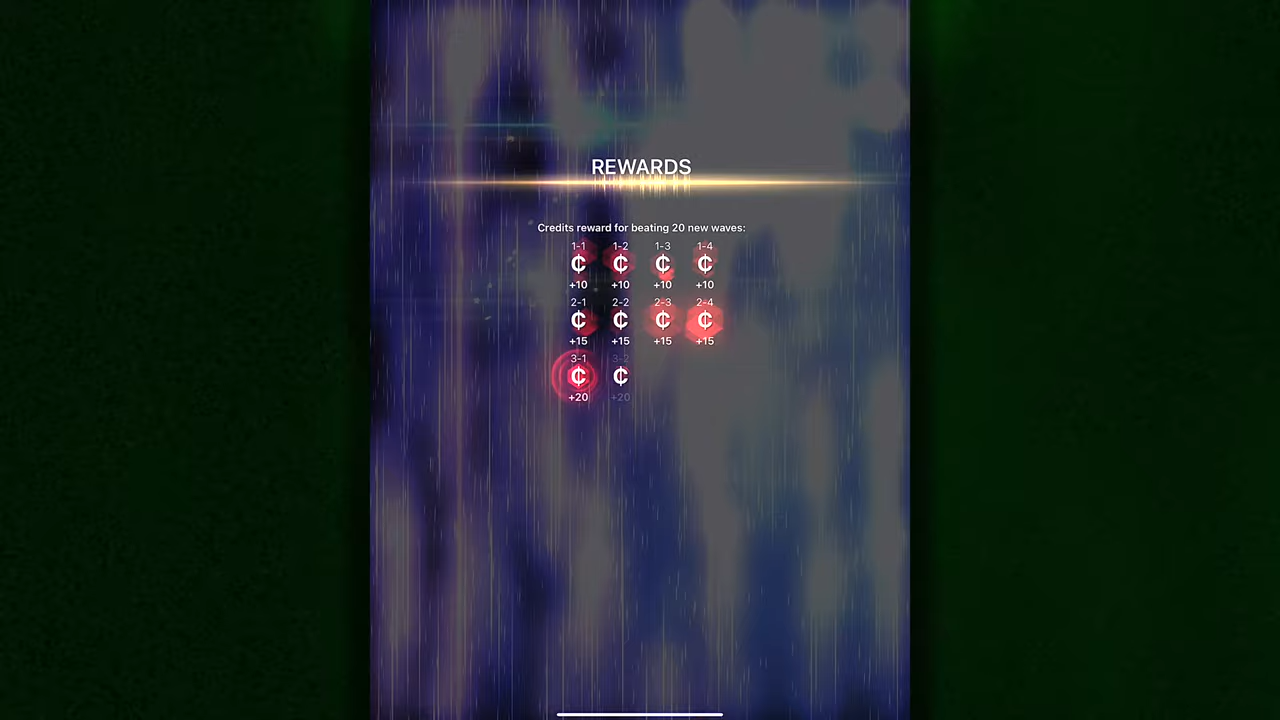 REWARDS
Credits reward for beating 20 new waves:
1-1 1-2 1-3 1-4
₵ ₵ ₵ ₵
+10 +10 +10 +10
2-1 2-2 2-3 2-4
₵ ₵ ₵ ₵
+15 +15 +15 +15
3-1 3-2
₵ ₵
+20 +20